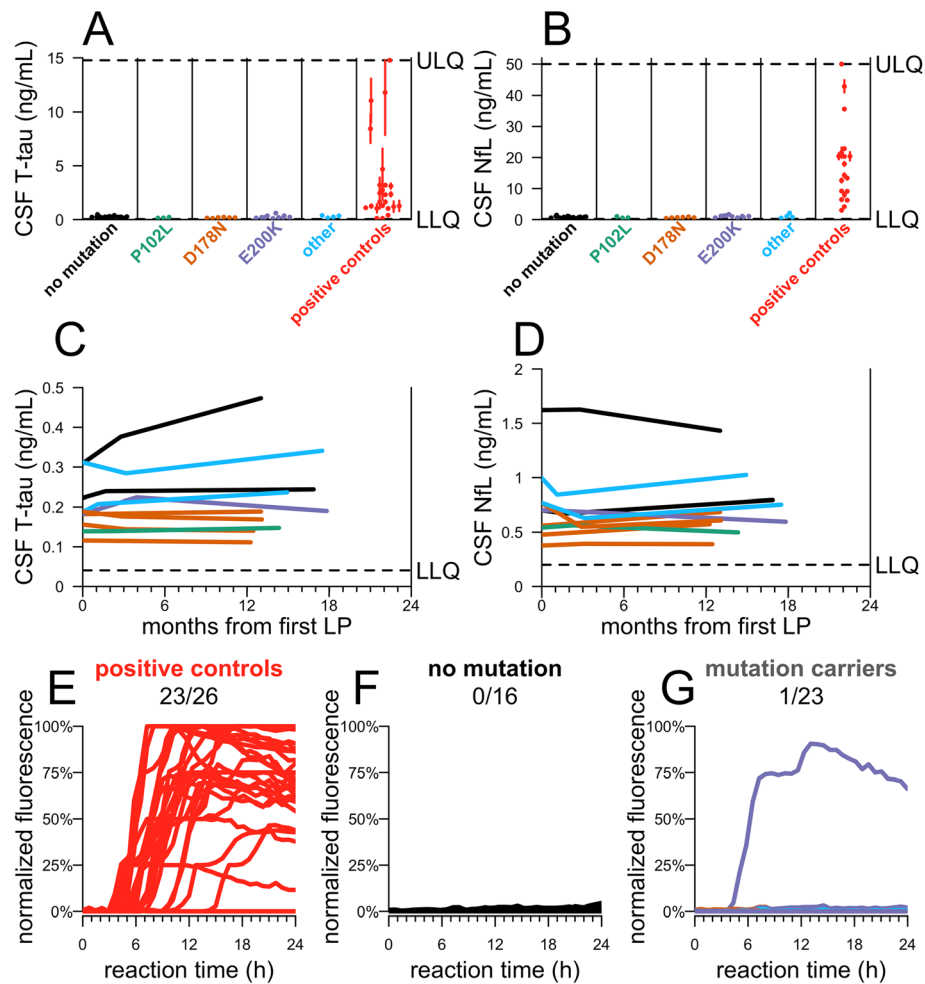 A
CSF T-tau (ng/mL)
15
10
5
0
ULQ
LLQ
no mutation
P102L
D178N
E200K
other
positive controls
B
CSF NfL (ng/mL)
50
40
30
20
10
0
ULQ
LLQ
no mutation
P102L
D178N
E200K
other
positive controls
C
CSF T-tau (ng/mL)
0.5
0.4
0.3
0.2
0.1
0
LLQ
0 6 12 18 24
months from first LP
D
CSF NfL (ng/mL)
2
1.5
1
0.5
0
LLQ
0 6 12 18 24
months from first LP
E
positive controls
23/26
normalized fluorescence
100%
75%
50%
25%
0%
0 6 12 18 24
reaction time (h)
F
no mutation
0/16
normalized fluorescence
100%
75%
50%
25%
0%
0 6 12 18 24
reaction time (h)
G
mutation carriers
1/23
normalized fluorescence
100%
75%
50%
25%
0%
0 6 12 18 24
reaction time (h)